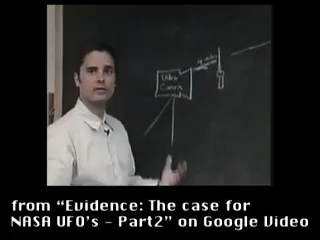 Video
Camera
from “Evidence: The case for
NASA UFO's - Part2” on Google Video